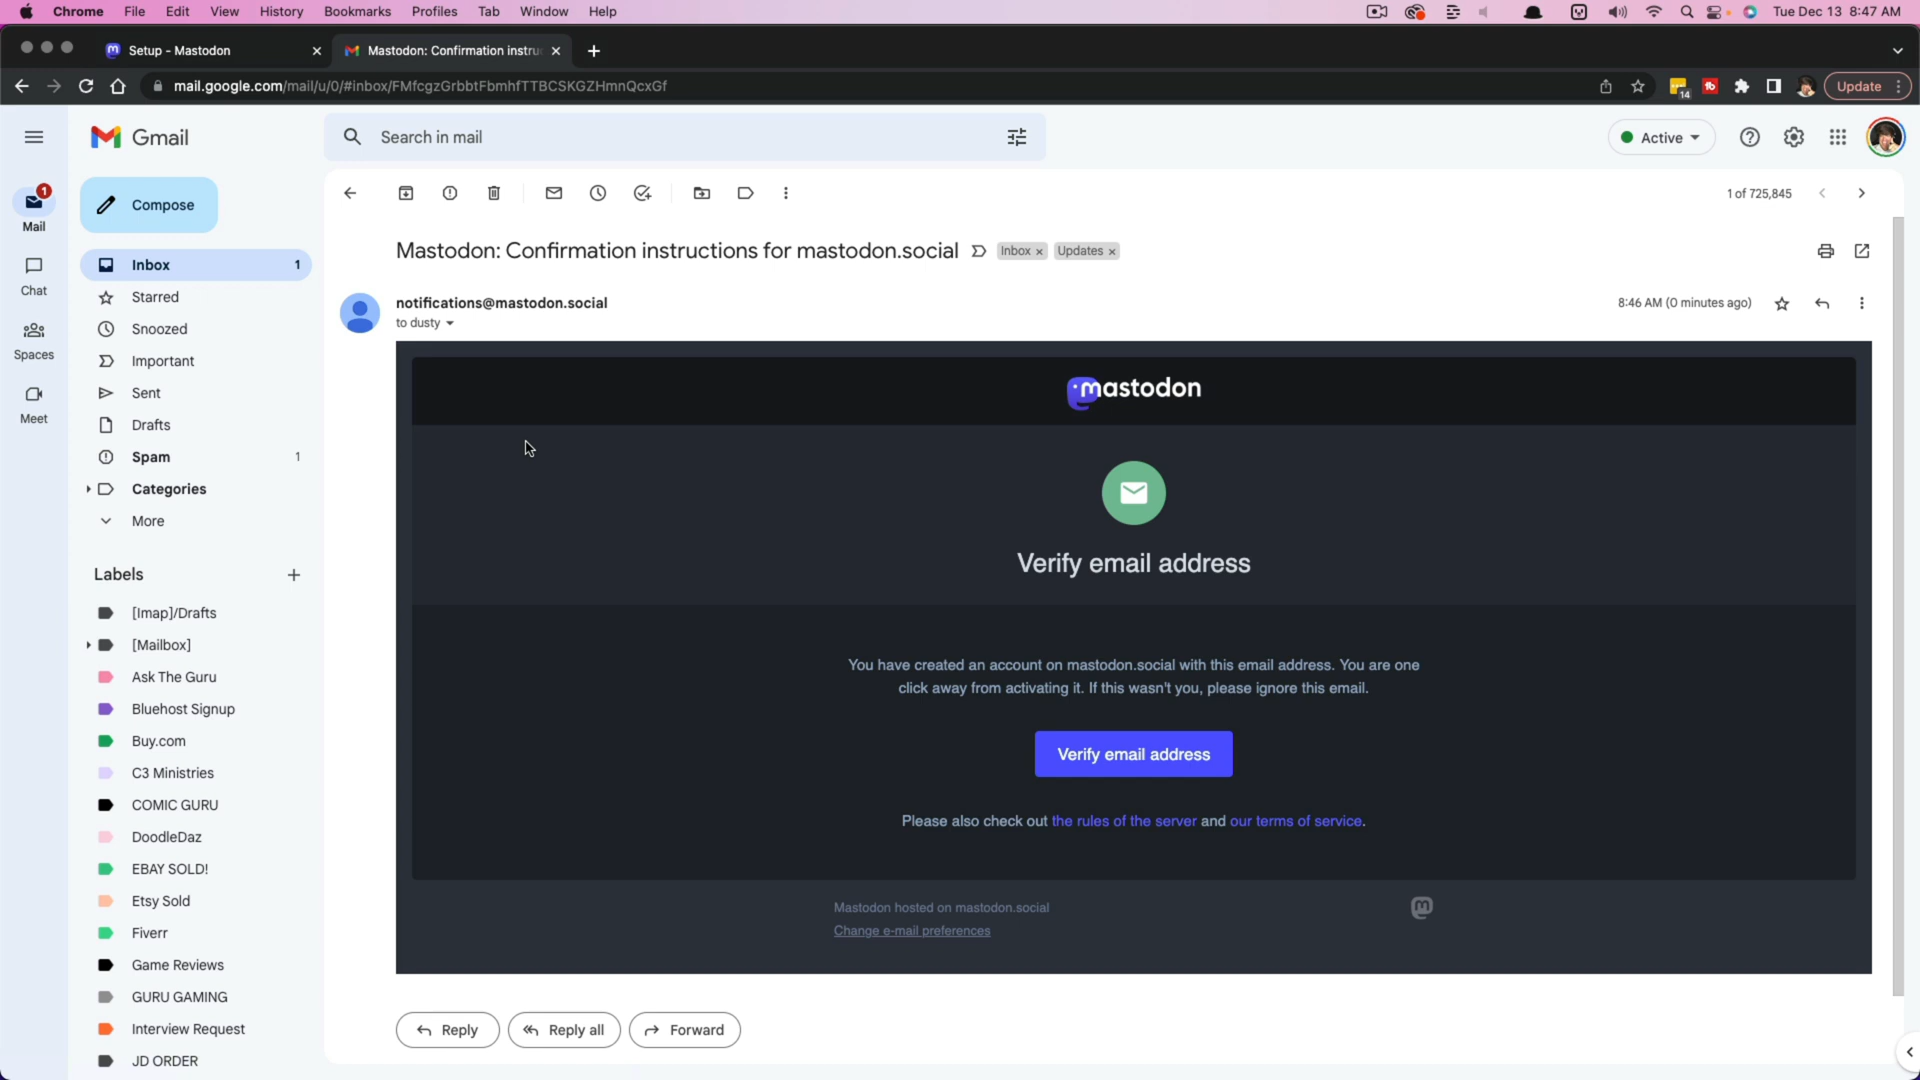 Chrome File Edit View History Bookmarks Profiles Tab Window Help Tue Dec 13 8:47 AM
Setup - Mastodon Mastodon: Confirmation instru
mail.google.com/mail/u/0/#inbox/FMfcgzGrbbtFbmhfTTBCSKGZHmnQcxGf 14 Update
Gmail Search in mail Active
1
Mail
Chat
Spaces
Meet
Compose
Inbox 1
Starred
Snoozed
Important
Sent
Drafts
Spam 1
Categories
More
Labels
[Imap]/Drafts
[Mailbox]
Ask The Guru
Bluehost Signup
Buy.com
C3 Ministries
COMIC GURU
DoodleDaz
EBAY SOLD!
Etsy Sold
Fiverr
Game Reviews
GURU GAMING
Interview Request
JD ORDER
1 of 725,845
Mastodon: Confirmation instructions for mastodon.social Inbox x Updates x
notifications@mastodon.social 8:46 AM (0 minutes ago)
to dusty
mastodon
Verify email address
You have created an account on mastodon.social with this email address. You are one
click away from activating it. If this wasn't you, please ignore this email.
Verify email address
Please also check out the rules of the server and our terms of service.
Mastodon hosted on mastodon.social
Change e-mail preferences
Reply Reply all Forward